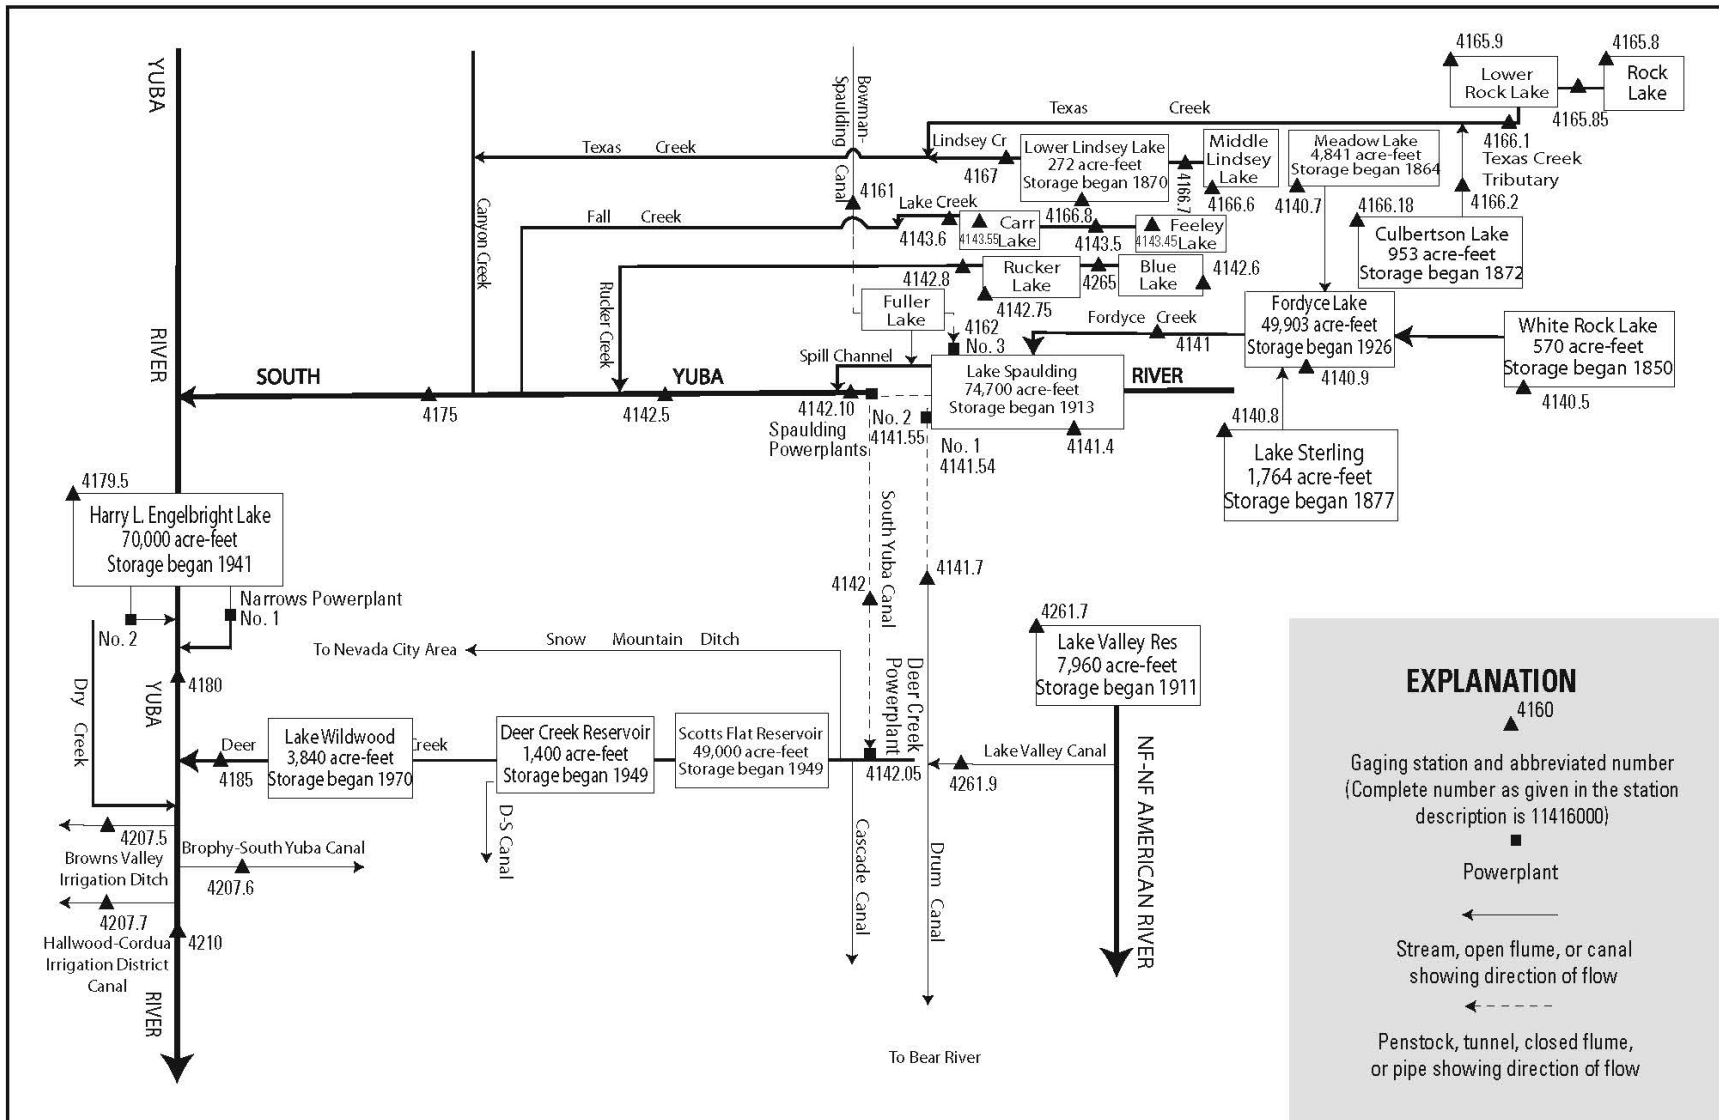 YUBA
RIVER
Canyon Creek
Texas Creek
Fall Creek
Rucker Creek
Bowman-
Spaulding Canal
4161
Texas Creek
4165.9
Lower
Rock Lake
4165.8
Rock
Lake
4165.85
4166.1
Texas Creek
Tributary
4166.2
Lindsey Cr
4167
Lower Lindsey Lake
272 acre-feet
Storage began 1870
4166.8
4166.7
Middle
Lindsey
Lake
4166.6
Meadow Lake
4,841 acre-feet
Storage began 1864
4140.7
4166.18
Culbertson Lake
953 acre-feet
Storage began 1872
Lake Creek
4143.6
Carr
4143.55 Lake
4143.5
Feeley
4143.45 Lake
4142.8
Rucker
Lake
4142.75
4265
Blue
Lake
4142.6
Fuller
Lake
4162
No. 3
Fordyce Creek
4141
Fordyce Lake
49,903 acre-feet
Storage began 1926
4140.9
White Rock Lake
570 acre-feet
Storage began 1850
4140.5
Spill Channel
Lake Spaulding
74,700 acre-feet
Storage began 1913
4141.4
SOUTH YUBA RIVER
4175
4142.5
4142.10
Spaulding
Powerplants
No. 2
4141.55
No. 1
4141.54
4140.8
Lake Sterling
1,764 acre-feet
Storage began 1877
4179.5
Harry L. Engelbright Lake
70,000 acre-feet
Storage began 1941
Narrows Powerplant
No. 1
No. 2
South Yuba Canal
4142
4141.7
Snow Mountain Ditch
To Nevada City Area
Deer Creek
Powerplant
4261.7
Lake Valley Res
7,960 acre-feet
Storage began 1911
4180
YUBA
Dry Creek
Deer Creek
4185
Lake Wildwood
3,840 acre-feet
Storage began 1970
Deer Creek Reservoir
1,400 acre-feet
Storage began 1949
Scotts Flat Reservoir
49,000 acre-feet
Storage began 1949
4142.05
Lake Valley Canal
4261.9
NF-NF AMERICAN RIVER
D-S Canal
Cascade Canal
Drum Canal
4207.5
Browns Valley
Irrigation Ditch
Brophy-South Yuba Canal
4207.6
4207.7
Hallwood-Cordua
Irrigation District
Canal
4210
RIVER
To Bear River
EXPLANATION
4160
Gaging station and abbreviated number
(Complete number as given in the station
description is 11416000)
Powerplant
Stream, open flume, or canal
showing direction of flow
Penstock, tunnel, closed flume,
or pipe showing direction of flow